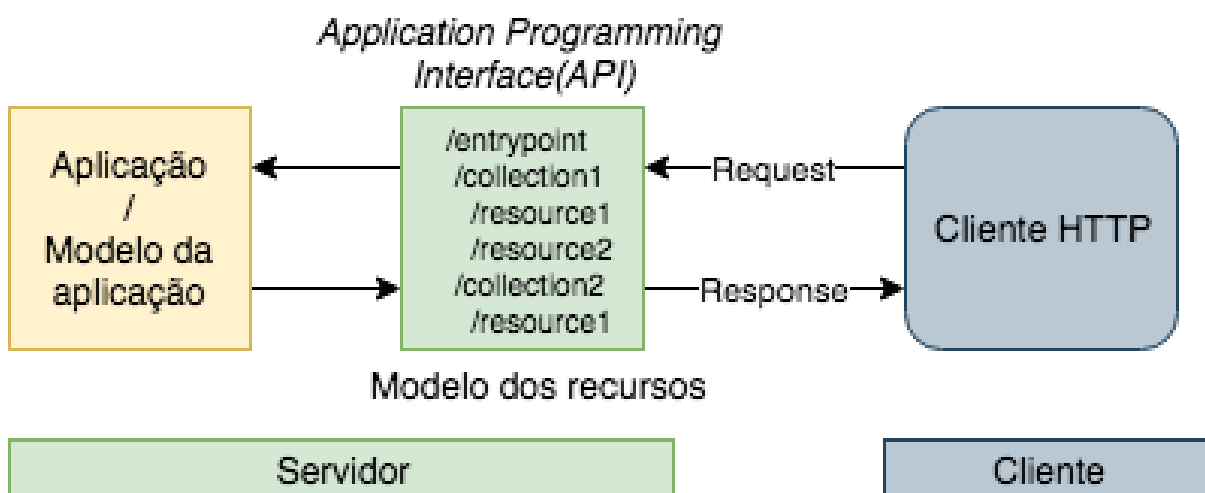 Application Programming
Interface(API)
Aplicação
/
Modelo da
aplicação
/entrypoint
/collection1
/resource1
/resource2
/collection2
/resource1
Request
Response
Cliente HTTP
Modelo dos recursos
Servidor
Cliente